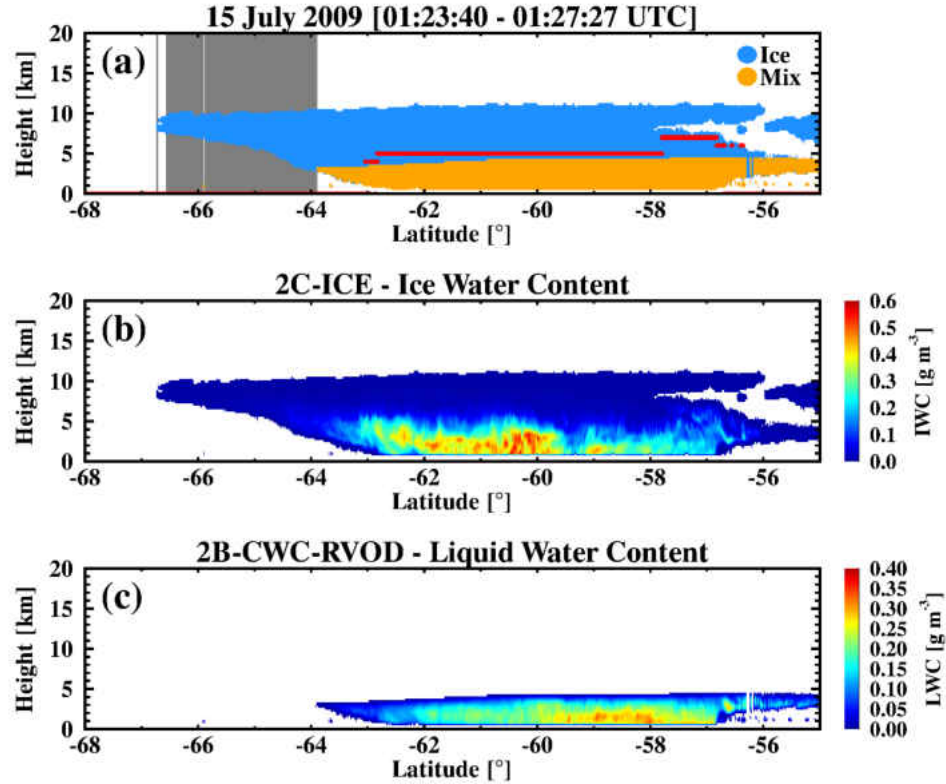 15 July 2009 [01:23:40 - 01:27:27 UTC]
(a)
Ice
Mix
Height [km]
20
15
10
5
0
-68 -66 -64 -62 -60 -58 -56
Latitude [°]
2C-ICE - Ice Water Content
(b)
Height [km]
20
15
10
5
0
-68 -66 -64 -62 -60 -58 -56
Latitude [°]
0.6
0.5
0.4
0.3
0.2
0.1
0.0
IWC [g m⁻³]
2B-CWC-RVOD - Liquid Water Content
(c)
Height [km]
20
15
10
5
0
-68 -66 -64 -62 -60 -58 -56
Latitude [°]
0.40
0.35
0.30
0.25
0.20
0.15
0.10
0.05
0.00
LWC [g m⁻³]